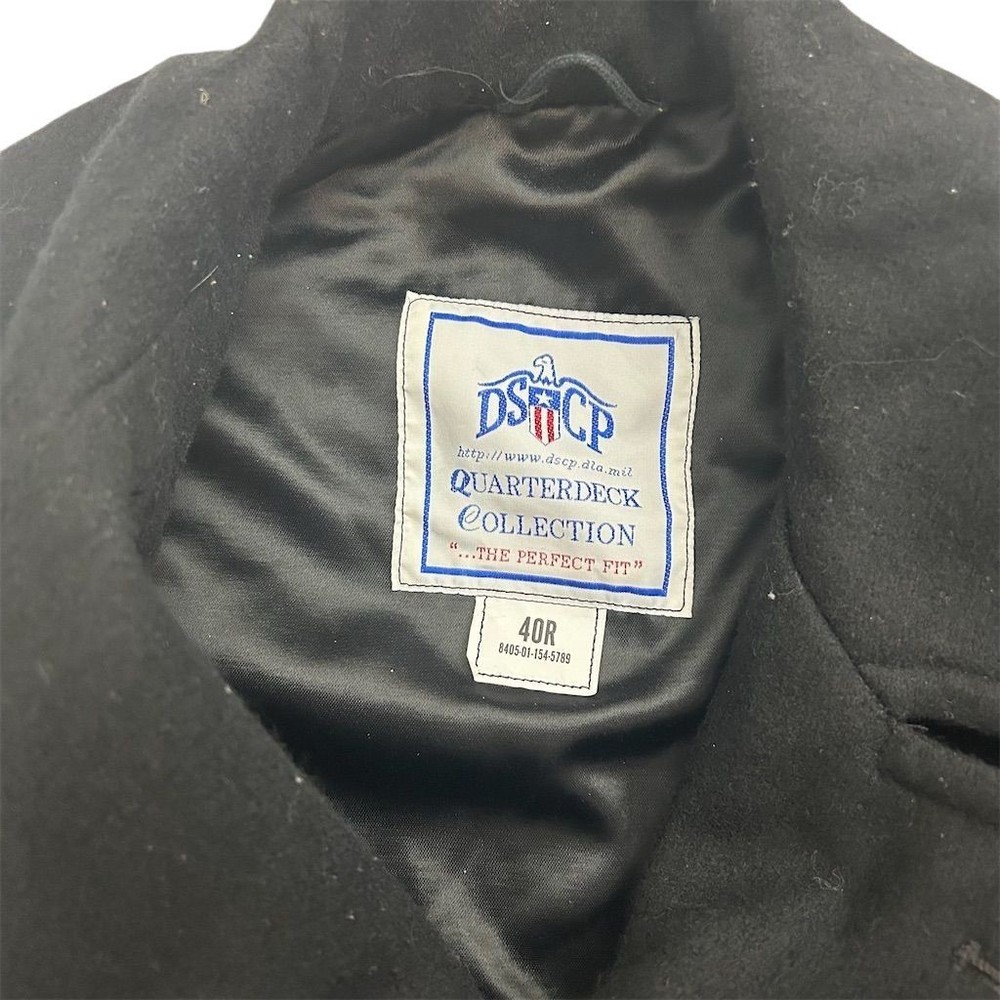 DSCP
http://www.dscp.dla.mil
QUARTERDECK
COLLECTION
"...THE PERFECT FIT"
40R
8405-01-154-5789